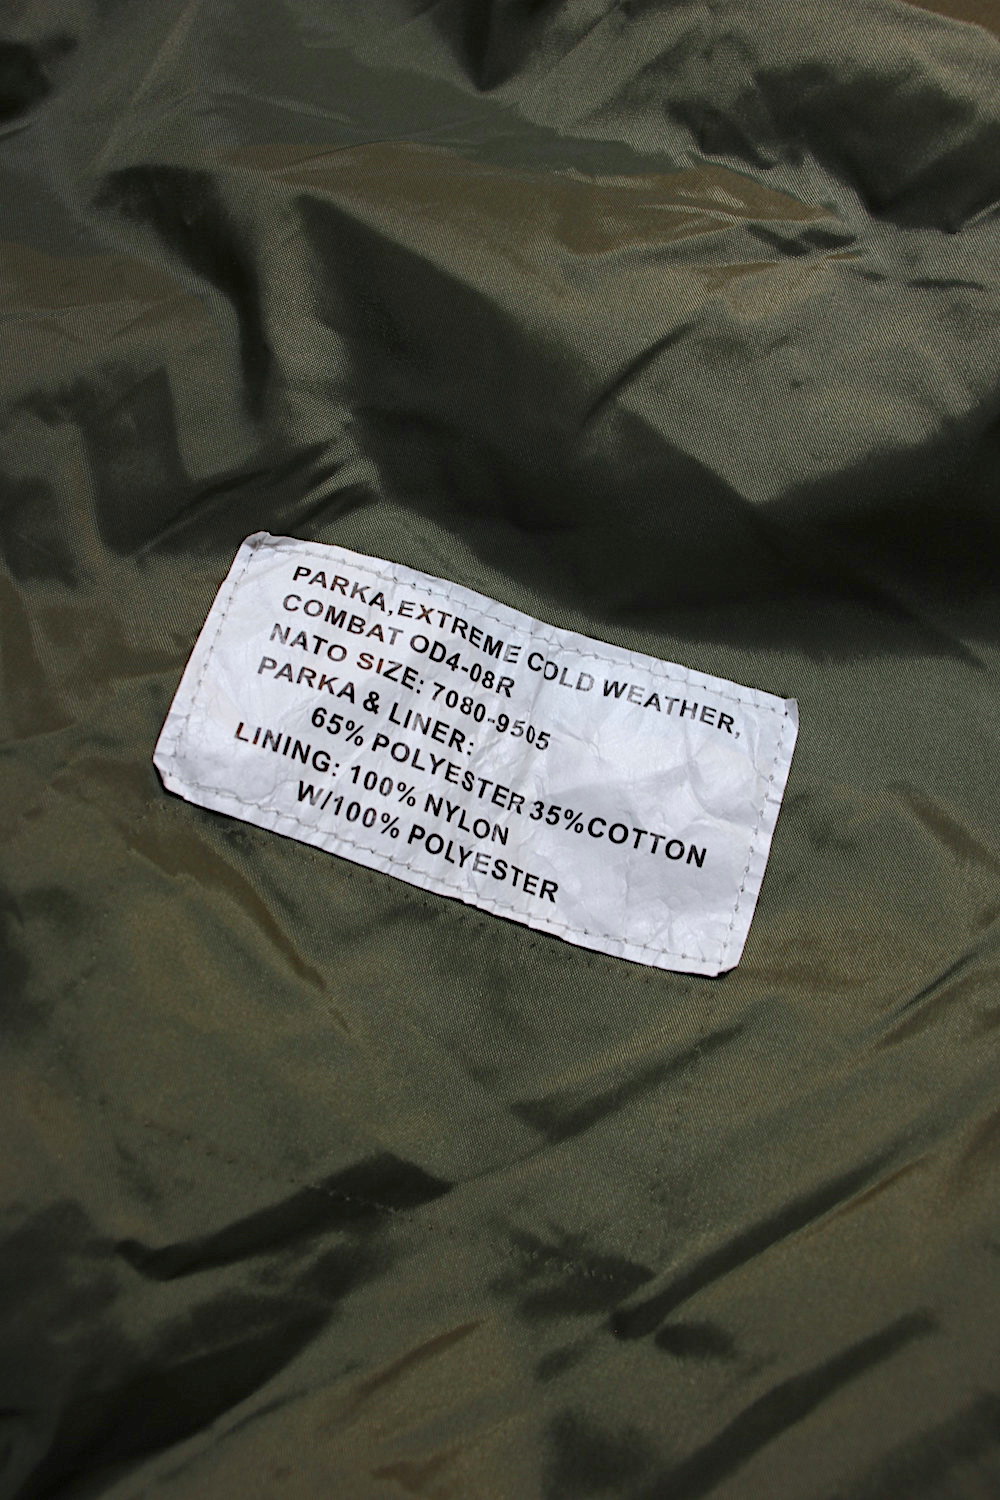 PARKA,EXTREME COLD WEATHER,
COMBAT OD4-08R
NATO SIZE: 7080-9505
PARKA & LINER:
65% POLYESTER 35%COTTON
LINING: 100% NYLON
W/100% POLYESTER